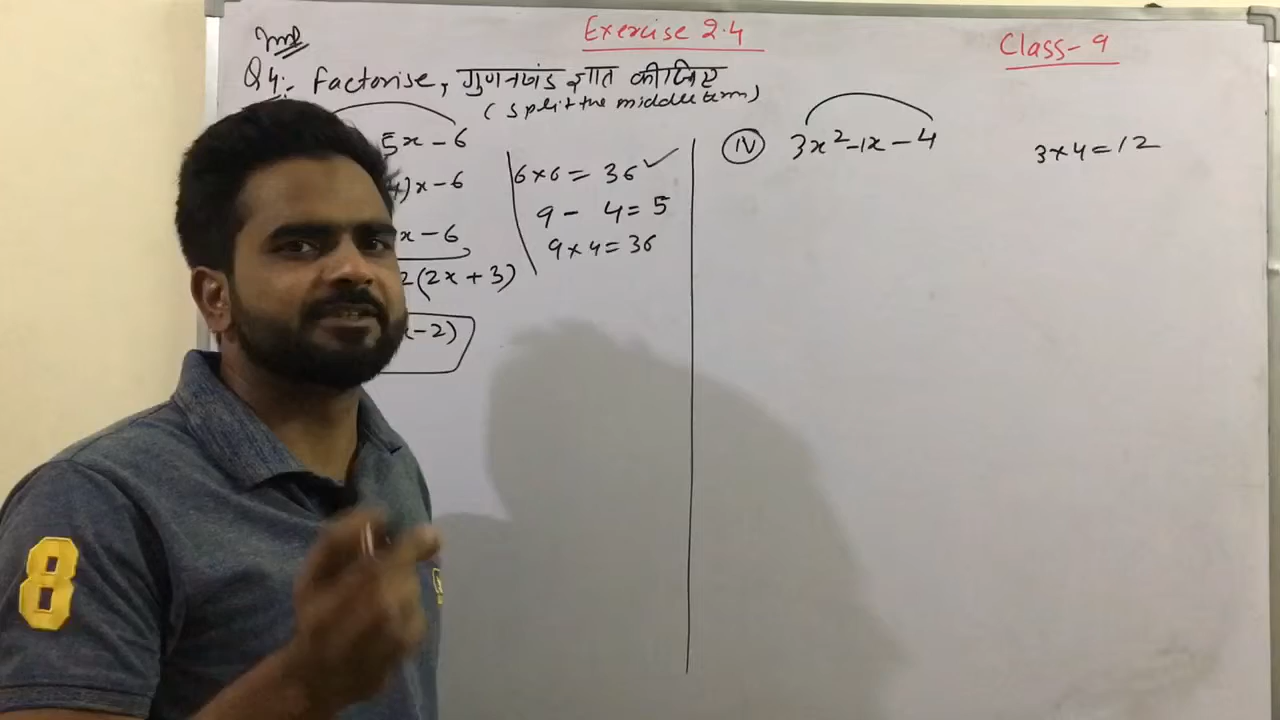 Imp
Exercise 2.4
Class-9
Q4:- Factorise, गुणनखंड ज्ञात कीजिए
(split the middle term)
5x - 6
)x - 6
x - 6
2(2x + 3)
-2)
6×6 = 36 ✓
9 - 4 = 5
9×4 = 36
(IV) 3x² - 1x - 4
3×4 = 12
8